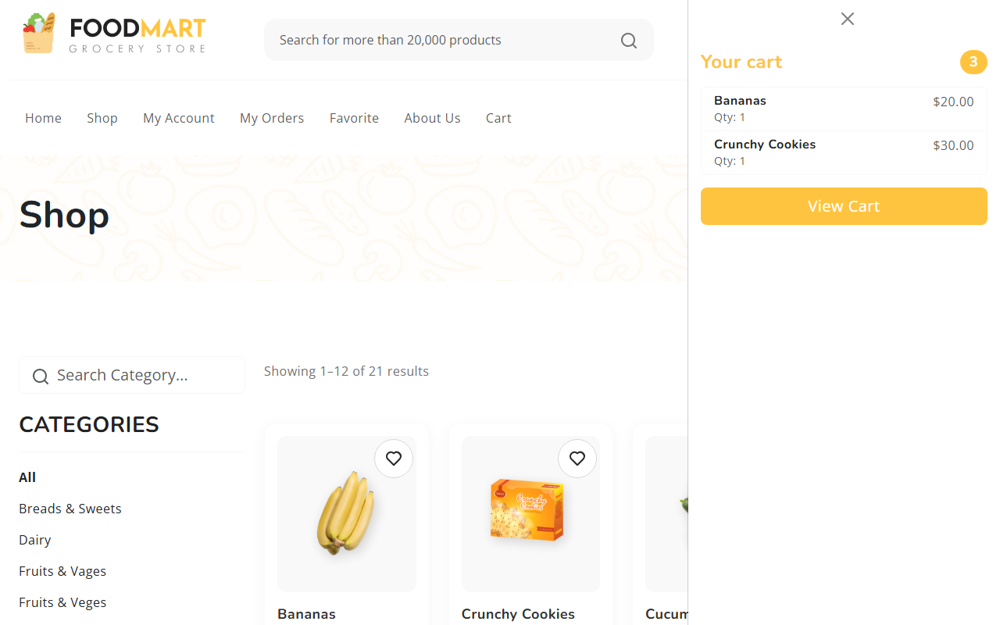 FOODMART
GROCERY STORE
Search for more than 20,000 products
Home
Shop
My Account
My Orders
Favorite
About Us
Cart
Shop
Search Category...
CATEGORIES
All
Breads & Sweets
Dairy
Fruits & Vages
Fruits & Veges
Showing 1–12 of 21 results
Crunchy
Cookies
Bananas
Crunchy Cookies
Cucum
Your cart
3
Bananas
$20.00
Qty: 1
Crunchy Cookies
$30.00
Qty: 1
View Cart